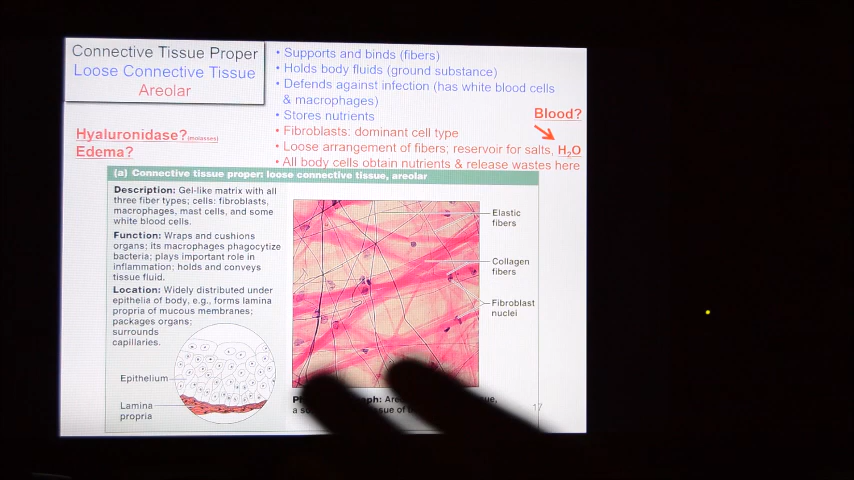 Connective Tissue Proper
Loose Connective Tissue
Areolar
• Supports and binds (fibers)
• Holds body fluids (ground substance)
• Defends against infection (has white blood cells
& macrophages)
• Stores nutrients
• Fibroblasts: dominant cell type
• Loose arrangement of fibers; reservoir for salts, H₂O
• All body cells obtain nutrients & release wastes here
Blood?
Hyaluronidase? (molasses)
Edema?
(a) Connective tissue proper: loose connective tissue, areolar
Description: Gel-like matrix with all
three fiber types; cells: fibroblasts,
macrophages, mast cells, and some
white blood cells.
Function: Wraps and cushions
organs; its macrophages phagocytize
bacteria; plays important role in
inflammation; holds and conveys
tissue fluid.
Location: Widely distributed under
epithelia of body, e.g., forms lamina
propria of mucous membranes;
packages organs;
surrounds
capillaries.
Epithelium
Lamina
propria
Elastic
fibers
Collagen
fibers
Fibroblast
nuclei
a
17